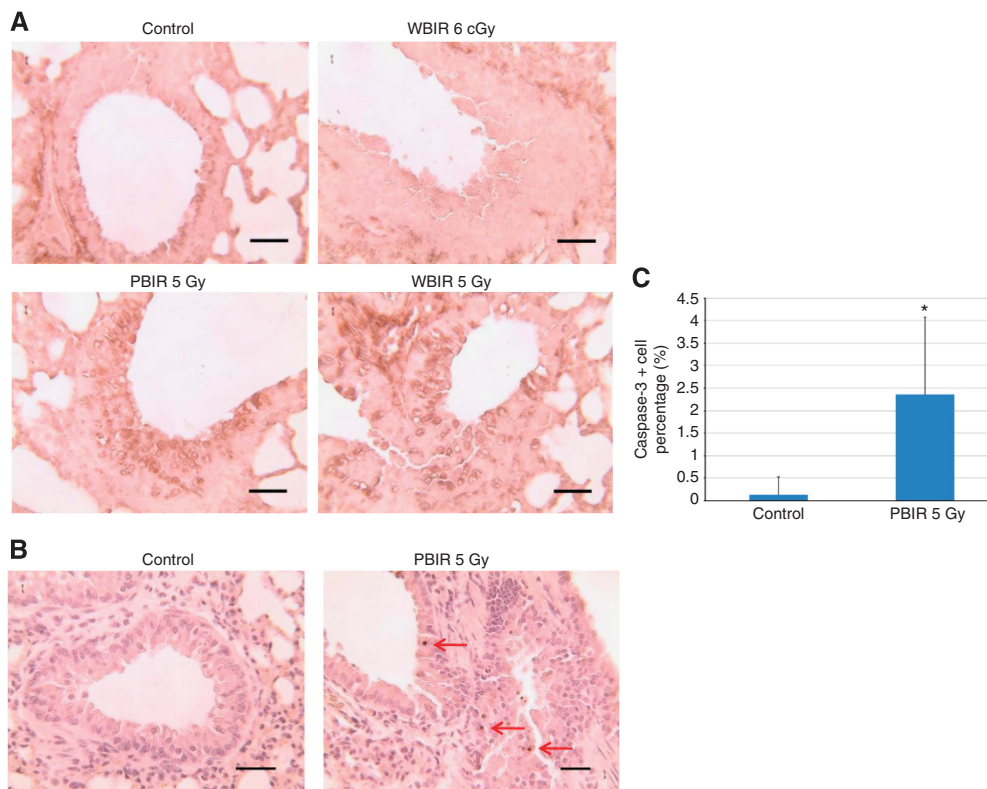 A
Control
WBIR 6 cGy
PBIR 5 Gy
WBIR 5 Gy
B
Control
PBIR 5 Gy
C
Caspase-3 + cell
percentage (%)
4.5
4
3.5
3
2.5
2
1.5
1
0.5
0
*
Control
PBIR 5 Gy